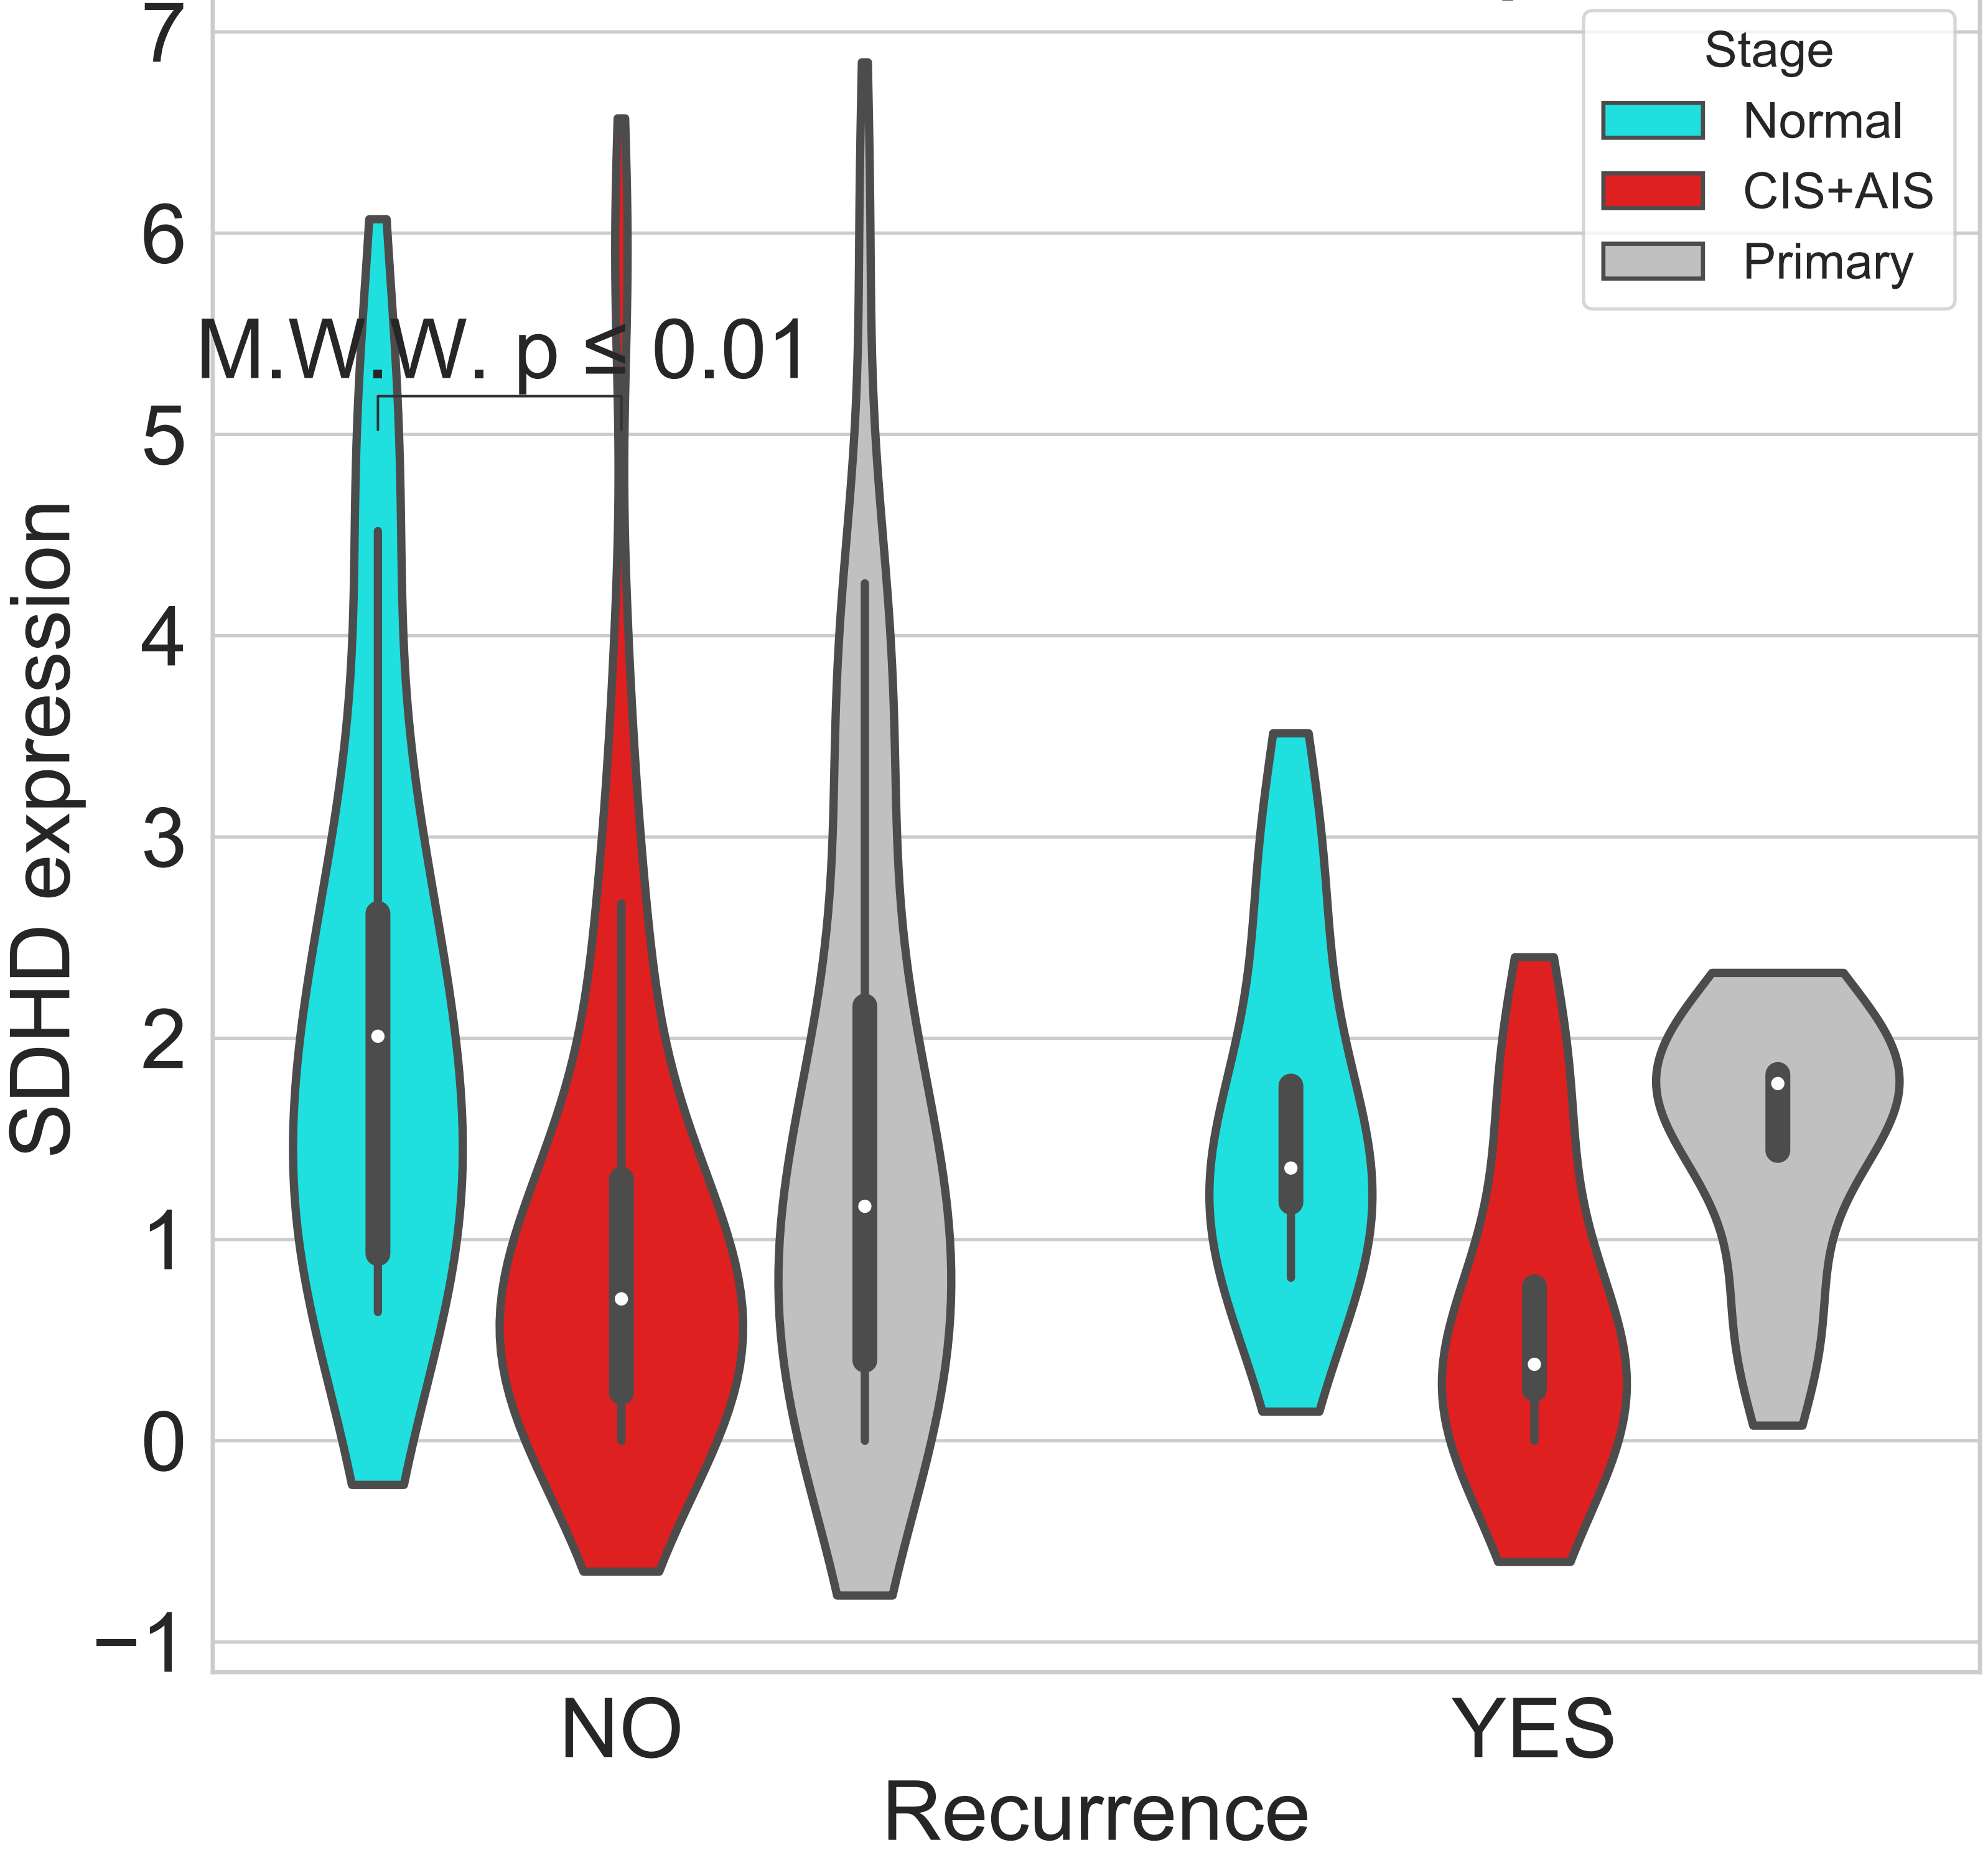 7
6
5
4
3
2
1
0
−1
SDHD expression
M.W.W. p ≤ 0.01
Stage
Normal
CIS+AIS
Primary
NO
YES
Recurrence